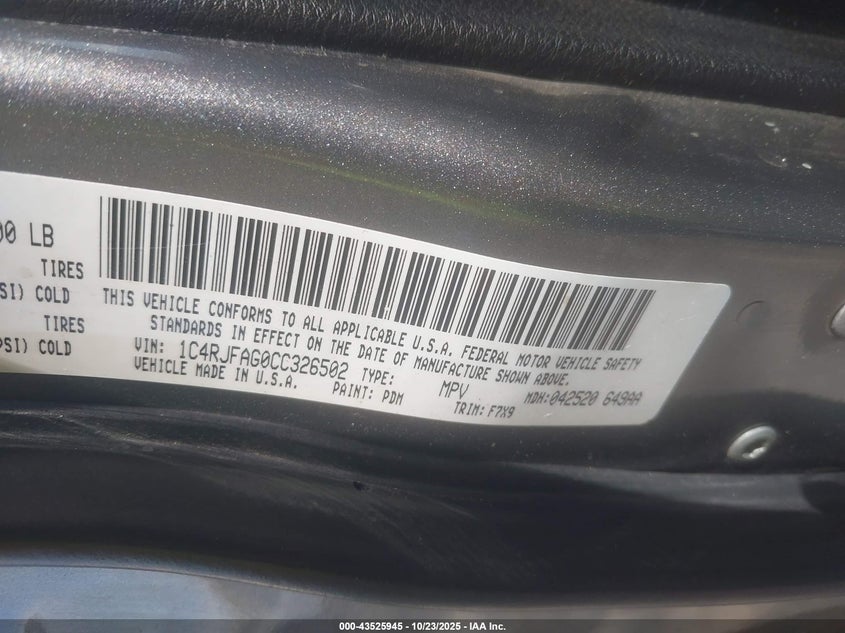 00 LB
TIRES
SI) COLD
TIRES
PSI) COLD
THIS VEHICLE CONFORMS TO ALL APPLICABLE U.S.A. FEDERAL MOTOR VEHICLE SAFETY
STANDARDS IN EFFECT ON THE DATE OF MANUFACTURE SHOWN ABOVE.
VIN: 1C4RJFAG0CC326502 TYPE: MPV MDH:042520 649AA
VEHICLE MADE IN U.S.A. PAINT: PDM TRIM: F7X9
000-43525945 - 10/23/2025 - IAA Inc.